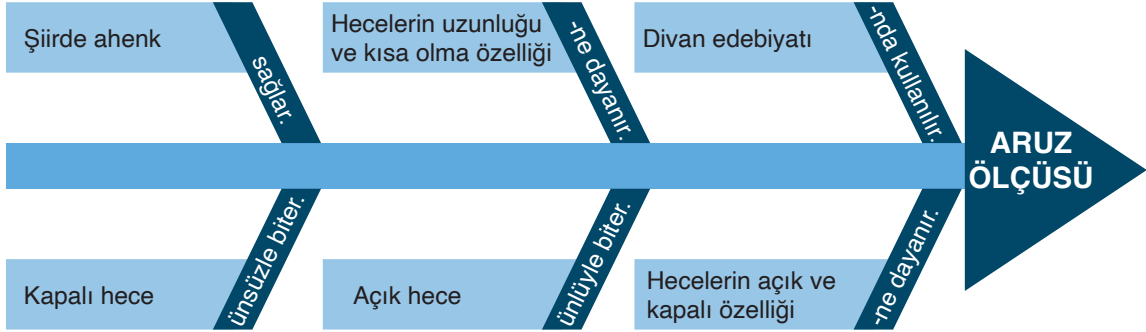 Şiirde ahenk
sağlar.
Hecelerin uzunluğu
ve kısa olma özelliği
-ne dayanır.
Divan edebiyatı
-nda kullanılır.
ARUZ
ÖLÇÜSÜ
Kapalı hece
ünsüzle biter.
Açık hece
ünlüyle biter.
Hecelerin açık ve
kapalı özelliği
-ne dayanır.